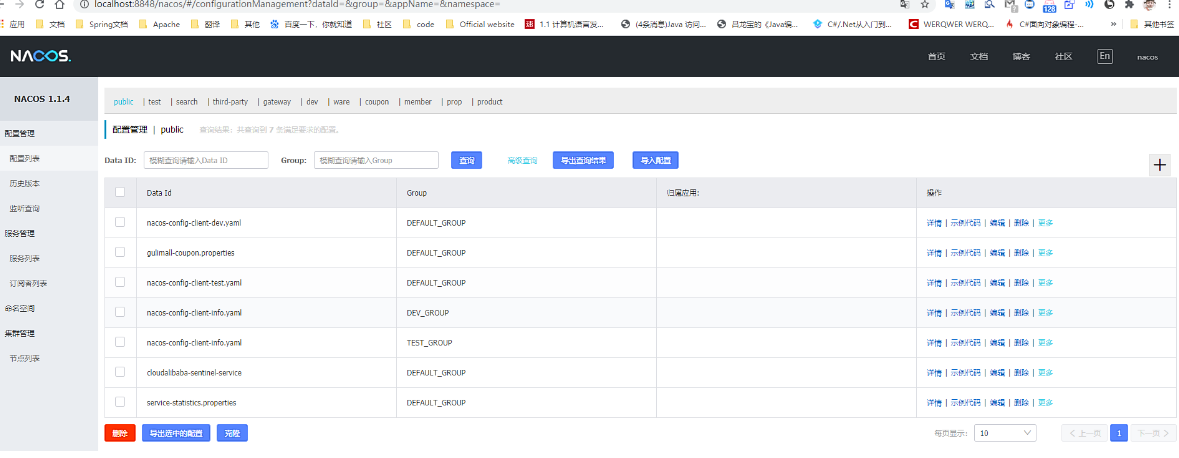 localhost:8848/nacos/#/configurationManagement?dataId=&group=&appName=&namespace=
应用 文档 Spring文档 Apache 翻译 其他 百度一下，你就知道 社区 code Official website 1.1 计算机语言发... (4条消息)Java 访问... 吕龙宝的《Java编... C#/.Net从入门到... WERQWER WERQ... C#面向对象编程-... » 其他书签
NACOS. 首页 文档 博客 社区 En nacos
NACOS 1.1.4
public | test | search | third-party | gateway | dev | ware | coupon | member | prop | product
配置管理
配置管理 | public 查询结果：共查询到 7 条满足要求的配置。
配置列表
Data ID: 模糊查询请输入Data ID Group: 模糊查询请输入Group 查询 高级查询 导出查询结果 导入配置
历史版本
监听查询
服务管理
服务列表
订阅者列表
命名空间
集群管理
节点列表
Data Id Group 归属应用: 操作
nacos-config-client-dev.yaml DEFAULT_GROUP 详情 | 示例代码 | 编辑 | 删除 | 更多
gulimall-coupon.properties DEFAULT_GROUP 详情 | 示例代码 | 编辑 | 删除 | 更多
nacos-config-client-test.yaml DEFAULT_GROUP 详情 | 示例代码 | 编辑 | 删除 | 更多
nacos-config-client-info.yaml DEV_GROUP 详情 | 示例代码 | 编辑 | 删除 | 更多
nacos-config-client-info.yaml TEST_GROUP 详情 | 示例代码 | 编辑 | 删除 | 更多
cloudalibaba-sentinel-service DEFAULT_GROUP 详情 | 示例代码 | 编辑 | 删除 | 更多
service-statistics.properties DEFAULT_GROUP 详情 | 示例代码 | 编辑 | 删除 | 更多
删除 导出选中的配置 克隆 每页显示: 10 < 上一页 1 下一页 >